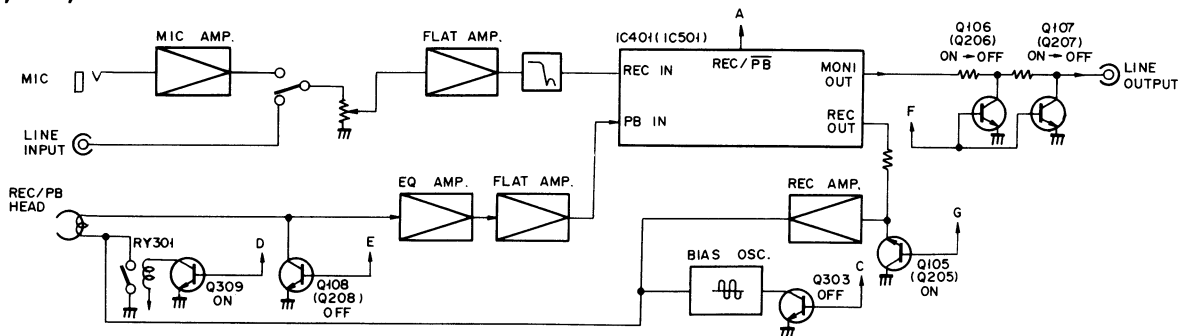 A
MIC AMP.
FLAT AMP.
IC401(IC501)
Q106
(Q206)
ON→OFF
Q107
(Q207)
ON→OFF
REC/P̅B̅
MIC
REC IN
MONI
OUT
LINE
OUTPUT
LINE
INPUT
PB IN
REC
OUT
F
REC/PB
HEAD
EQ AMP.
FLAT AMP.
REC AMP.
G
RY301
D
E
BIAS OSC.
C
Q309
ON
Q108
(Q208)
OFF
Q303
OFF
Q105
(Q205)
ON